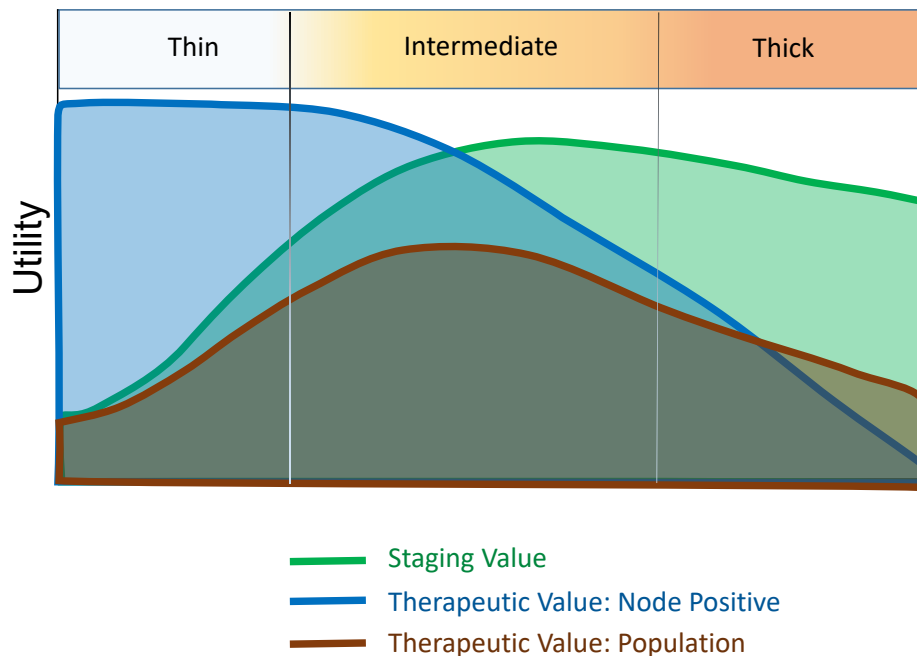 Thin
Intermediate
Thick
Utility
Staging Value
Therapeutic Value: Node Positive
Therapeutic Value: Population